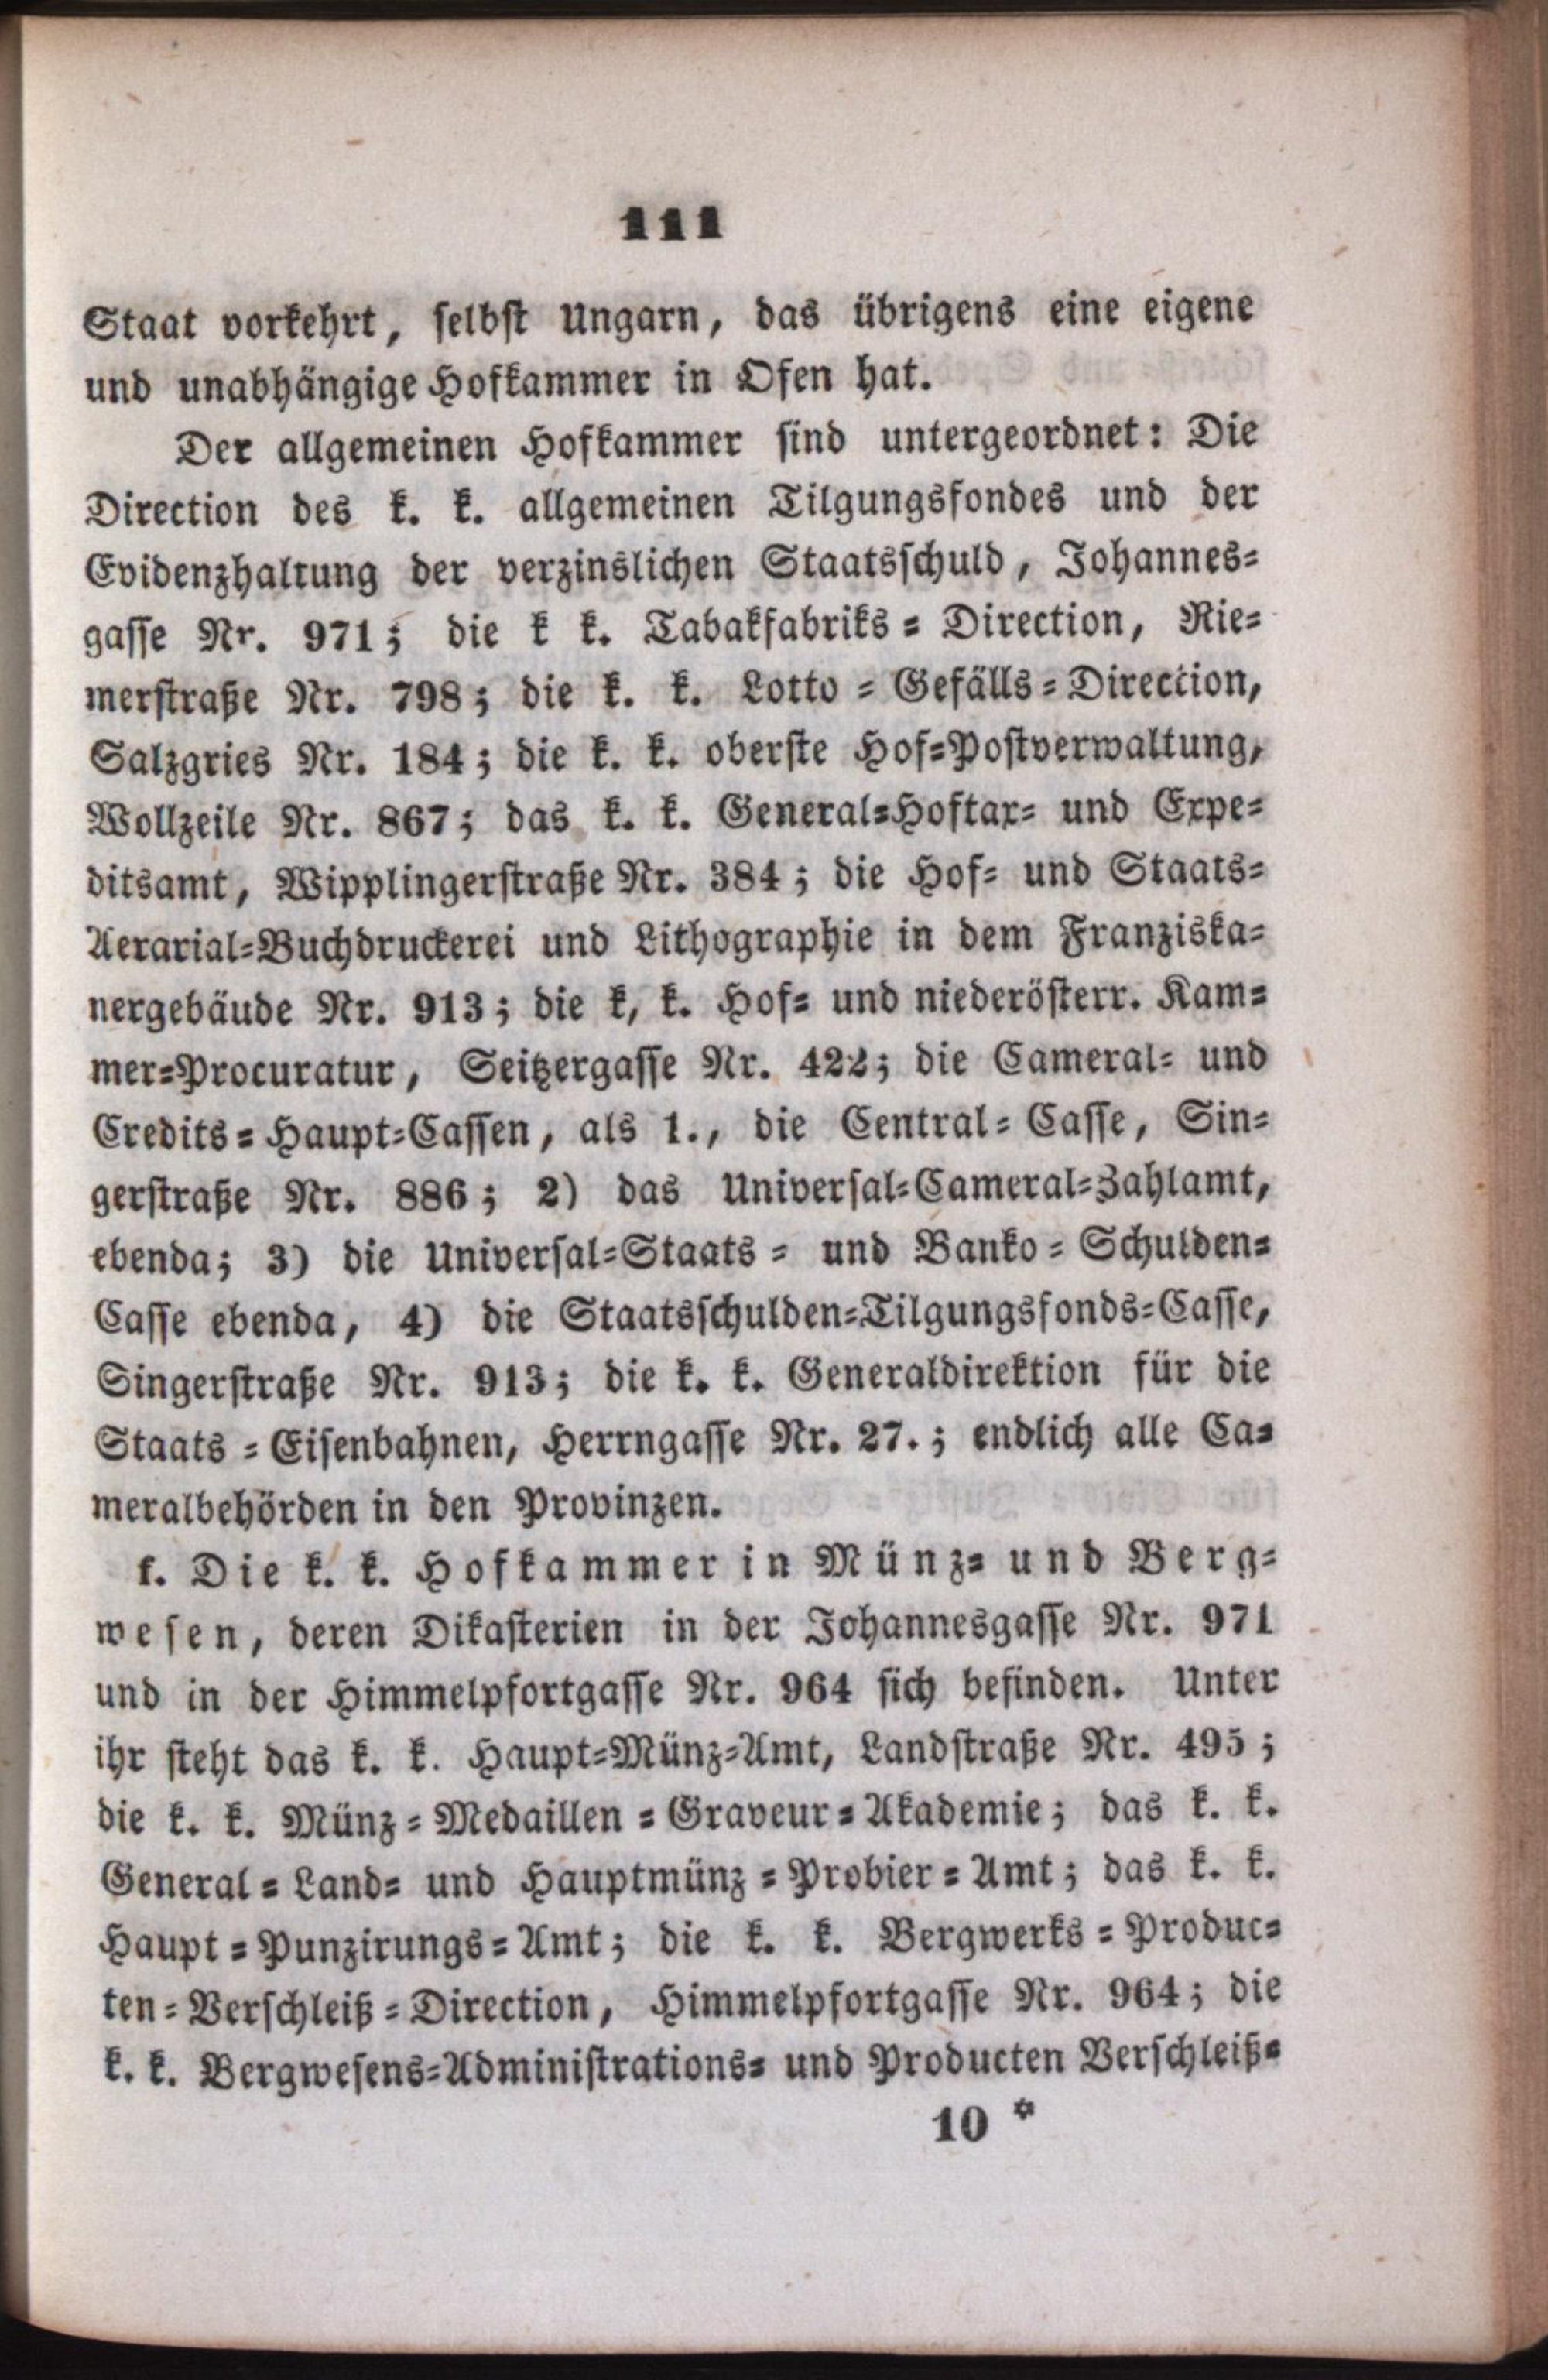 111
Staat vorkehrt, selbst Ungarn, das übrigens eine eigene
und unabhängige Hofkammer in Ofen hat.
Der allgemeinen Hofkammer sind untergeordnet: Die
Direction des k. k. allgemeinen Tilgungsfondes und der
Evidenzhaltung der verzinslichen Staatsschuld, Johannes=
gasse Nr. 971; die k k. Tabakfabriks = Direction, Rie=
merstraße Nr. 798; die k. k. Lotto = Gefälls = Direction,
Salzgries Nr. 184; die k. k. oberste Hof=Postverwaltung,
Wollzeile Nr. 867; das k. k. General=Hoftax= und Expe=
ditsamt, Wipplingerstraße Nr. 384; die Hof= und Staats=
Aerarial=Buchdruckerei und Lithographie in dem Franziska=
nergebäude Nr. 913; die k, k. Hof= und niederösterr. Kam=
mer=Procuratur, Seitzergasse Nr. 422; die Cameral= und
Credits = Haupt=Cassen, als 1., die Central = Casse, Sin=
gerstraße Nr. 886; 2) das Universal=Cameral=Zahlamt,
ebenda; 3) die Universal=Staats = und Banko = Schulden=
Casse ebenda, 4) die Staatsschulden=Tilgungsfonds=Casse,
Singerstraße Nr. 913; die k. k. Generaldirektion für die
Staats = Eisenbahnen, Herrngasse Nr. 27.; endlich alle Ca=
meralbehörden in den Provinzen.
f. Die k. k. Hofkammer in Münz= und Berg=
wesen, deren Dikasterien in der Johannesgasse Nr. 971
und in der Himmelpfortgasse Nr. 964 sich befinden. Unter
ihr steht das k. k. Haupt=Münz=Amt, Landstraße Nr. 495;
die k. k. Münz = Medaillen = Graveur = Akademie; das k. k.
General = Land= und Hauptmünz = Probier = Amt; das k. k.
Haupt = Punzirungs = Amt; die k. k. Bergwerks = Produc=
ten = Verschleiß = Direction, Himmelpfortgasse Nr. 964; die
k. k. Bergwesens=Administrations= und Producten Verschleiß=
10 *